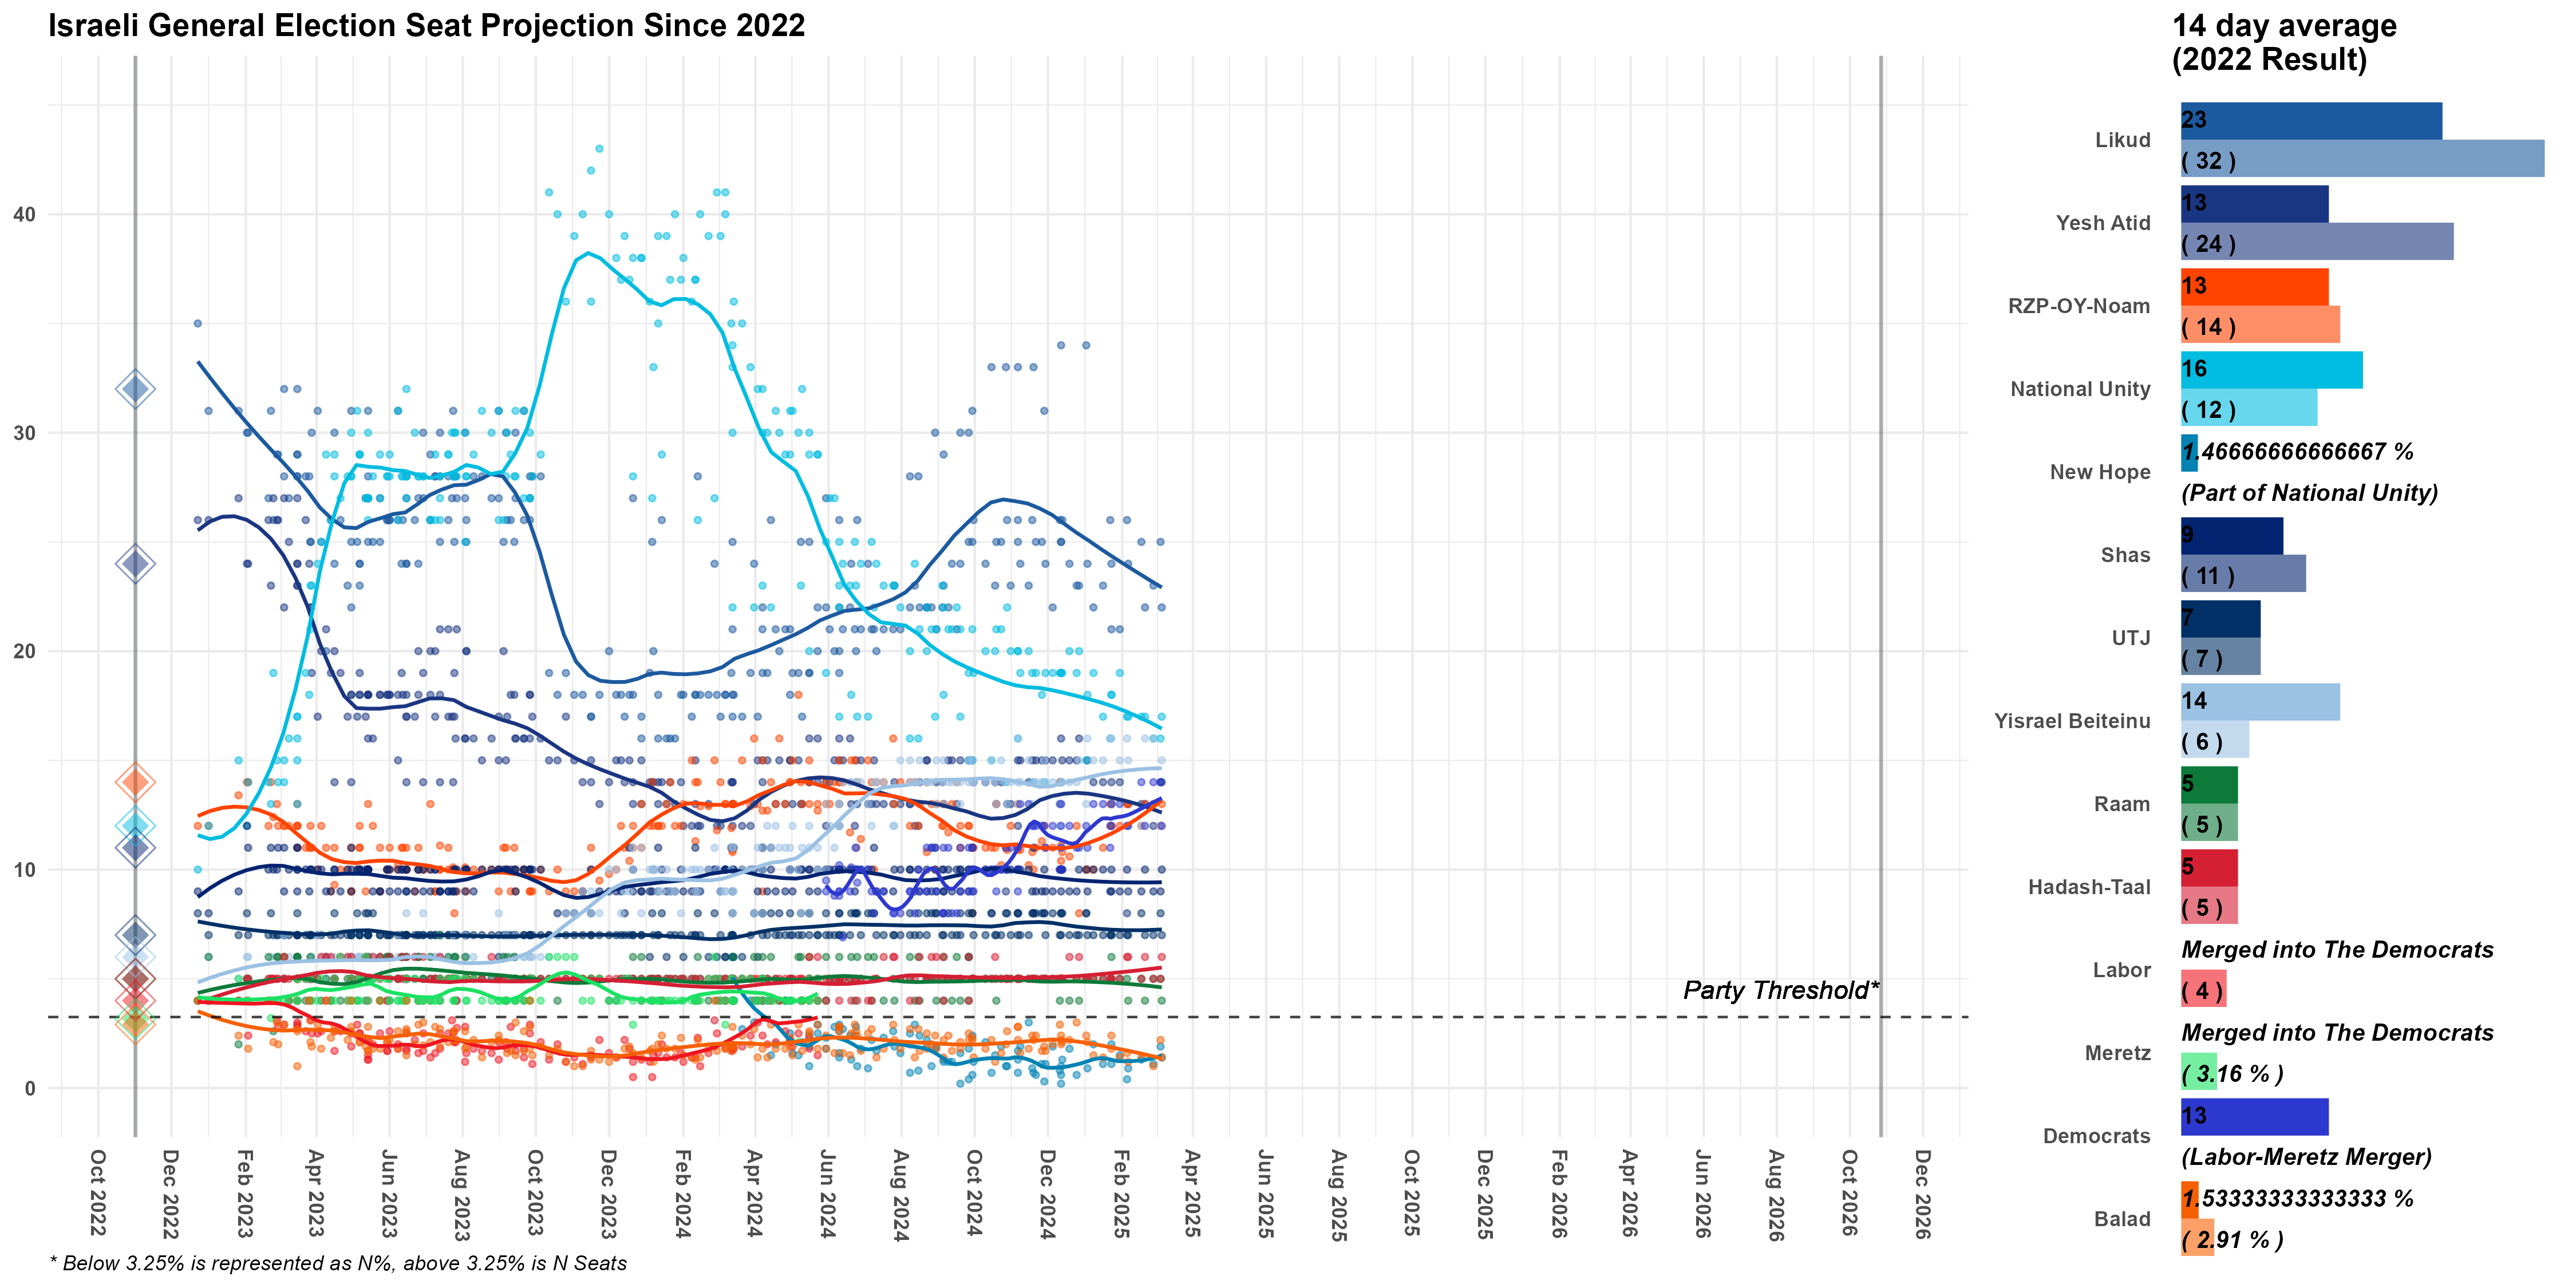 Israeli General Election Seat Projection Since 2022
14 day average
(2022 Result)
40
30
20
10
0
Party Threshold*
Oct 2022
Dec 2022
Feb 2023
Apr 2023
Jun 2023
Aug 2023
Oct 2023
Dec 2023
Feb 2024
Apr 2024
Jun 2024
Aug 2024
Oct 2024
Dec 2024
Feb 2025
Apr 2025
Jun 2025
Aug 2025
Oct 2025
Dec 2025
Feb 2026
Apr 2026
Jun 2026
Aug 2026
Oct 2026
Dec 2026
* Below 3.25% is represented as N%, above 3.25% is N Seats
Likud
23
( 32 )
Yesh Atid
13
( 24 )
RZP-OY-Noam
13
( 14 )
National Unity
16
( 12 )
New Hope
1.46666666666667 %
(Part of National Unity)
Shas
9
( 11 )
UTJ
7
( 7 )
Yisrael Beiteinu
14
( 6 )
Raam
5
( 5 )
Hadash-Taal
5
( 5 )
Labor
Merged into The Democrats
( 4 )
Meretz
Merged into The Democrats
( 3.16 % )
Democrats
13
(Labor-Meretz Merger)
Balad
1.53333333333333 %
( 2.91 % )